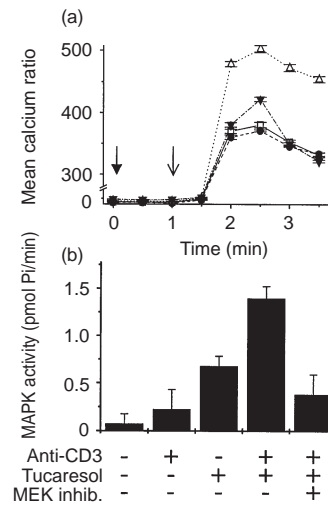 (a)
Mean calcium ratio
500
400
300
0
0 1 2 3
Time (min)
(b)
MAPK activity (pmol Pi/min)
1.5
1.0
0.5
0
Anti-CD3 - + - + +
Tucaresol - - + + +
MEK inhib. - - - - +